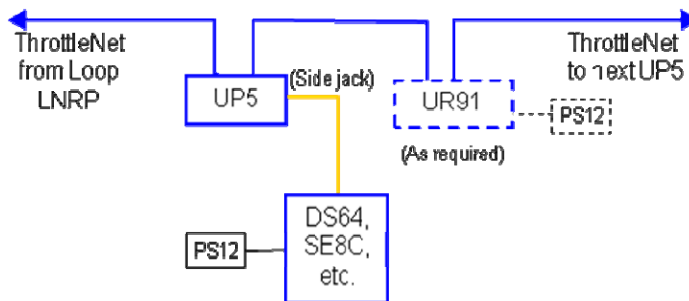 ThrottleNet
from Loop
LNRP
ThrottleNet
to next UP5
(Side jack)
UP5
UR91
PS12
(As required)
DS64,
SE8C,
etc.
PS12